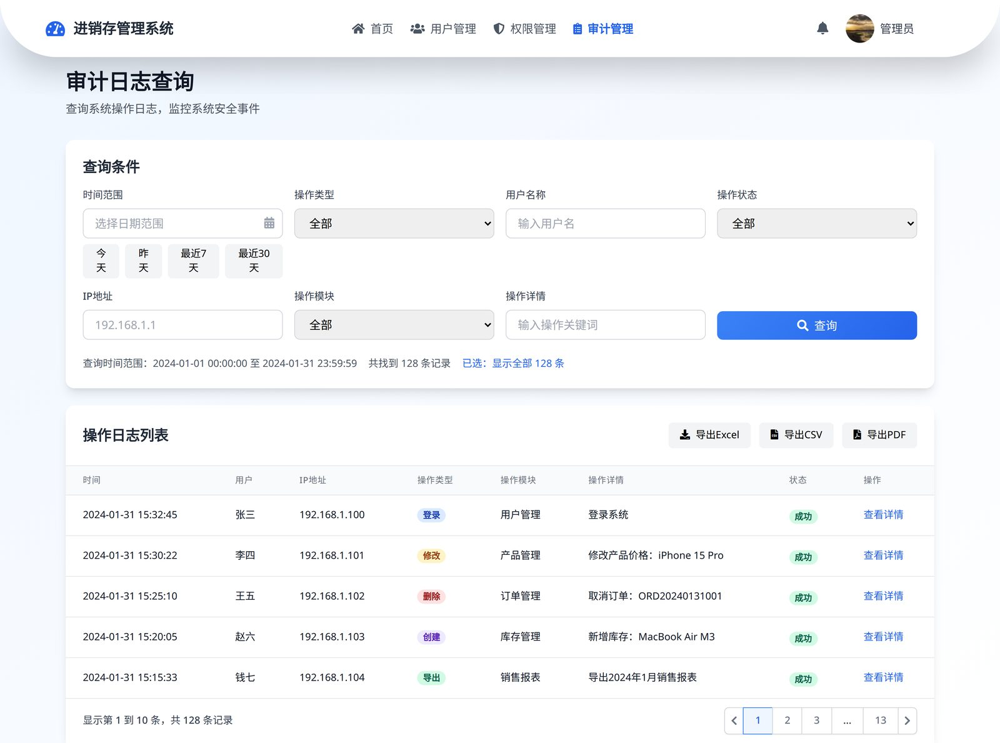 进销存管理系统
首页 用户管理 权限管理 审计管理
管理员
审计日志查询
查询系统操作日志，监控系统安全事件
查询条件
时间范围 操作类型 用户名称 操作状态
选择日期范围 全部 输入用户名 全部
今天 昨天 最近7天 最近30天
IP地址 操作模块 操作详情
192.168.1.1 全部 输入操作关键词 查询
查询时间范围：2024-01-01 00:00:00 至 2024-01-31 23:59:59 共找到 128 条记录 已选：显示全部 128 条
操作日志列表 导出Excel 导出CSV 导出PDF
时间 用户 IP地址 操作类型 操作模块 操作详情 状态 操作
2024-01-31 15:32:45 张三 192.168.1.100 登录 用户管理 登录系统 成功 查看详情
2024-01-31 15:30:22 李四 192.168.1.101 修改 产品管理 修改产品价格：iPhone 15 Pro 成功 查看详情
2024-01-31 15:25:10 王五 192.168.1.102 删除 订单管理 取消订单：ORD20240131001 成功 查看详情
2024-01-31 15:20:05 赵六 192.168.1.103 创建 库存管理 新增库存：MacBook Air M3 成功 查看详情
2024-01-31 15:15:33 钱七 192.168.1.104 导出 销售报表 导出2024年1月销售报表 成功 查看详情
显示第 1 到 10 条，共 128 条记录 1 2 3 ... 13